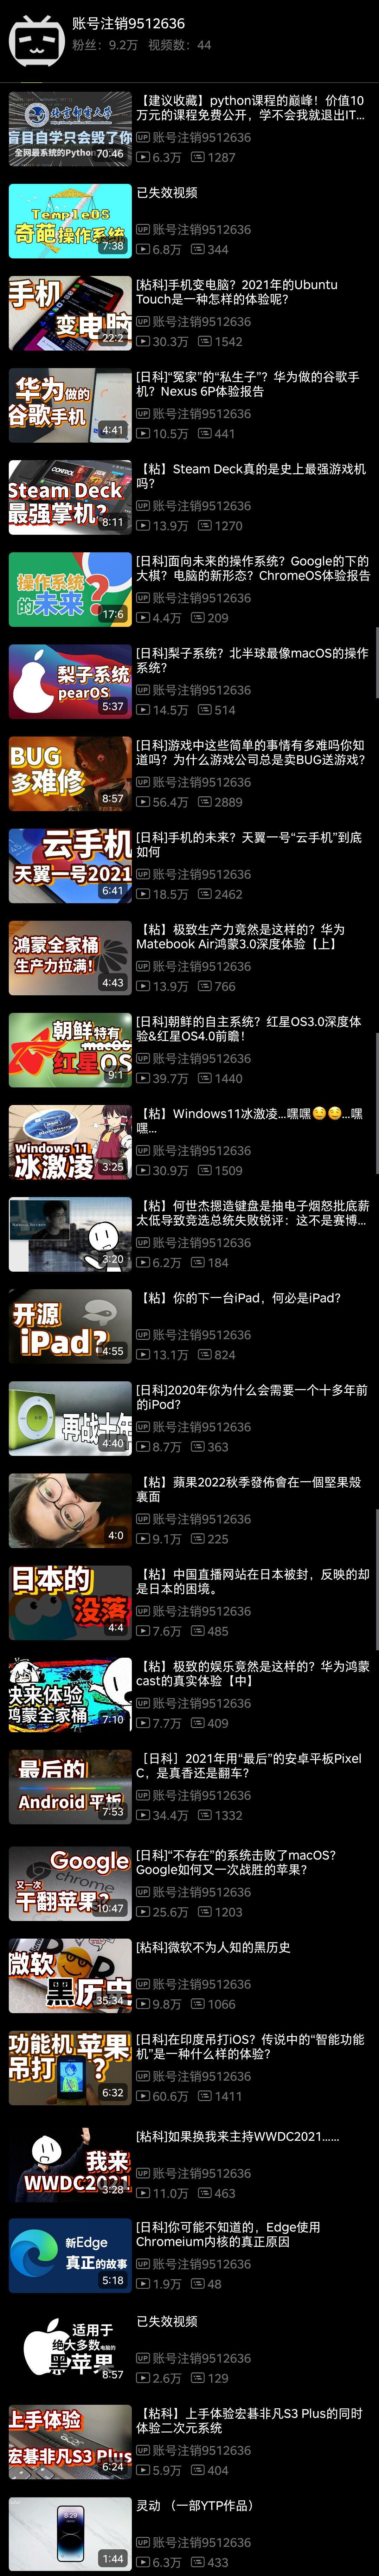 账号注销9512636
粉丝：9.2万 视频数：44
北京邮电大学
盲目自学只会毁了你
全网最系统的Python
70:46
【建议收藏】python课程的巅峰！价值10
万元的课程免费公开，学不会我就退出IT...
UP 账号注销9512636
6.3万 1287
TempleOS
奇葩操作系统
7:38
已失效视频
UP 账号注销9512636
6.8万 344
手机
变电脑
22:2
[粘科]手机变电脑？2021年的Ubuntu
Touch是一种怎样的体验呢？
UP 账号注销9512636
30.3万 1542
华为做的
谷歌手机
4:41
[日科]“冤家”的“私生子”？华为做的谷歌手
机？Nexus 6P体验报告
UP 账号注销9512636
10.5万 441
Steam Deck
最强掌机？
8:11
【粘】Steam Deck真的是史上最强游戏机
吗？
UP 账号注销9512636
13.9万 1270
操作系统
的未来？
17:6
[日科]面向未来的操作系统？Google的下的
大棋？电脑的新形态？ChromeOS体验报告
UP 账号注销9512636
4.4万 209
梨子系统
pearOS
5:37
[日科]梨子系统？北半球最像macOS的操作
系统？
UP 账号注销9512636
14.5万 514
BUG
多难修
8:57
[日科]游戏中这些简单的事情有多难吗你知
道吗？为什么游戏公司总是卖BUG送游戏？
UP 账号注销9512636
56.4万 2889
云手机
天翼一号2021
6:41
[日科]手机的未来？天翼一号“云手机”到底
如何
UP 账号注销9512636
18.5万 2462
鸿蒙全家桶
生产力拉满！
4:43
【粘】极致生产力竟然是这样的？华为
Matebook Air鸿蒙3.0深度体验【上】
UP 账号注销9512636
13.9万 766
朝鲜特有
macOS
红星OS
9:1
[日科]朝鲜的自主系统？红星OS3.0深度体
验&红星OS4.0前瞻！
UP 账号注销9512636
39.7万 1440
Windows 11
冰激凌
3:25
【粘】Windows11冰激凌...嘿嘿😋😋...嘿
嘿...
UP 账号注销9512636
30.9万 1509
3:20
【粘】何世杰摁造键盘是抽电子烟怒批底薪
太低导致竞选总统失败锐评：这不是赛博...
UP 账号注销9512636
6.2万 184
开源
iPad？
4:55
【粘】你的下一台iPad，何必是iPad？
UP 账号注销9512636
13.1万 824
再战十年
4:40
[日科]2020年你为什么会需要一个十多年前
的iPod？
UP 账号注销9512636
8.7万 363
4:0
【粘】蘋果2022秋季發佈會在一個堅果殼
裏面
UP 账号注销9512636
9.1万 225
日本的
没落
4:4
【粘】中国直播网站在日本被封，反映的却
是日本的困境。
UP 账号注销9512636
7.6万 485
快来体验
鸿蒙全家桶
7:10
【粘】极致的娱乐竟然是这样的？华为鸿蒙
cast的真实体验【中】
UP 账号注销9512636
7.7万 409
最后的
Android 平板
7:53
［日科］2021年用“最后”的安卓平板Pixel
C，是真香还是翻车？
UP 账号注销9512636
34.4万 1332
Google
又一次 chrome
干翻苹果？
10:47
[日科]“不存在”的系统击败了macOS？
Google如何又一次战胜的苹果？
UP 账号注销9512636
25.6万 1203
微软
黑历史
35:34
[粘科]微软不为人知的黑历史
UP 账号注销9512636
9.8万 1066
功能机 苹果
吊打 ？
6:32
[日科]在印度吊打iOS？传说中的“智能功能
机”是一种什么样的体验？
UP 账号注销9512636
60.6万 1411
我来
WWDC2021
3:28
[粘科]如果换我来主持WWDC2021......
UP 账号注销9512636
11.0万 463
新Edge
真正的故事
5:18
[日科]你可能不知道的，Edge使用
Chromeium内核的真正原因
UP 账号注销9512636
1.9万 48
适用于
绝大多数电脑的
黑苹果
8:57
已失效视频
UP 账号注销9512636
2.6万 129
上手体验
宏碁非凡S3 Plus
6:24
【粘科】上手体验宏碁非凡S3 Plus的同时
体验二次元系统
UP 账号注销9512636
5.9万 404
1:44
灵动 （一部YTP作品）
UP 账号注销9512636
6.3万 433